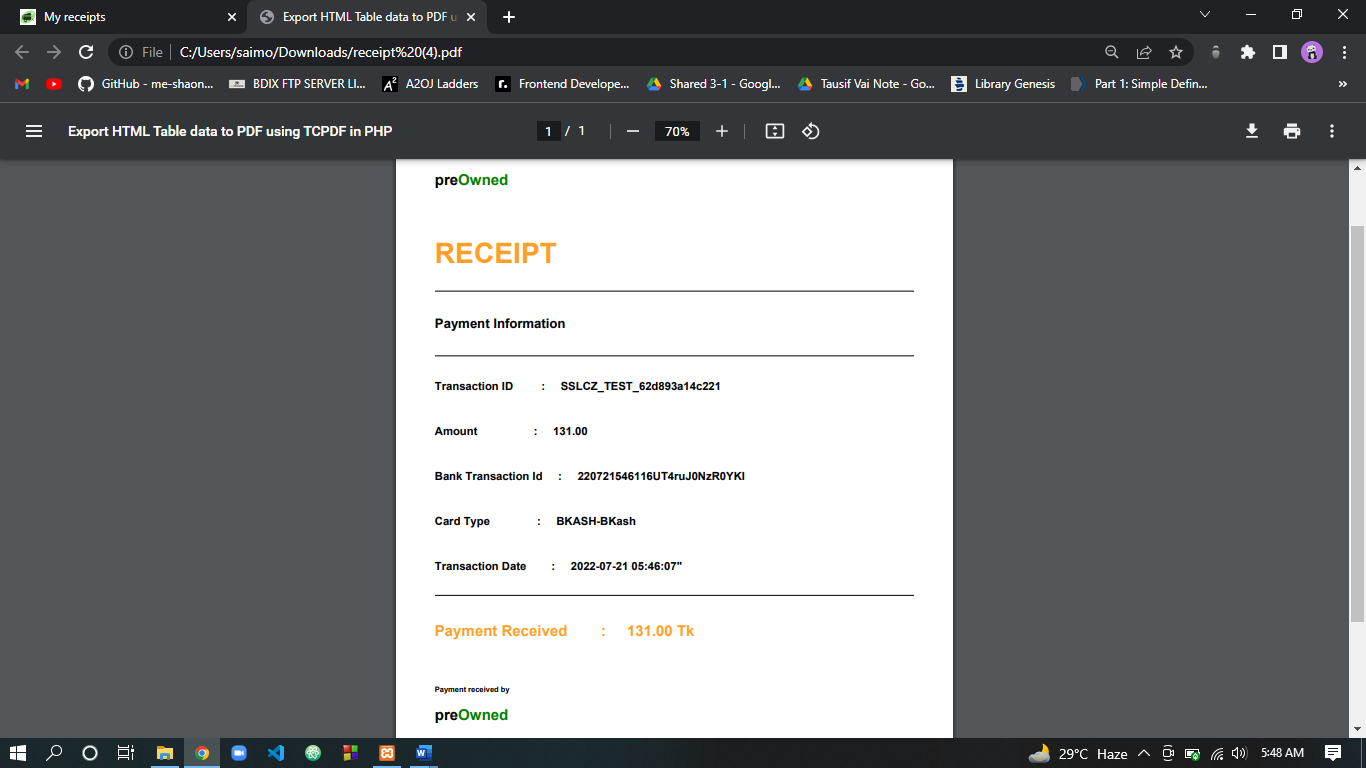 My receipts
Export HTML Table data to PDF u
File
C:/Users/saimo/Downloads/receipt%20(4).pdf
GitHub - me-shaon...
BDIX FTP SERVER LI...
A2OJ Ladders
Frontend Develope...
Shared 3-1 - Googl...
Tausif Vai Note - Go...
Library Genesis
Part 1: Simple Defin...
Export HTML Table data to PDF using TCPDF in PHP
1 / 1
70%
preOwned
RECEIPT
Payment Information
Transaction ID : SSLCZ_TEST_62d893a14c221
Amount : 131.00
Bank Transaction Id : 220721546116UT4ruJ0NzR0YKI
Card Type : BKASH-BKash
Transaction Date : 2022-07-21 05:46:07"
Payment Received : 131.00 Tk
Payment received by
preOwned
29°C Haze
5:48 AM